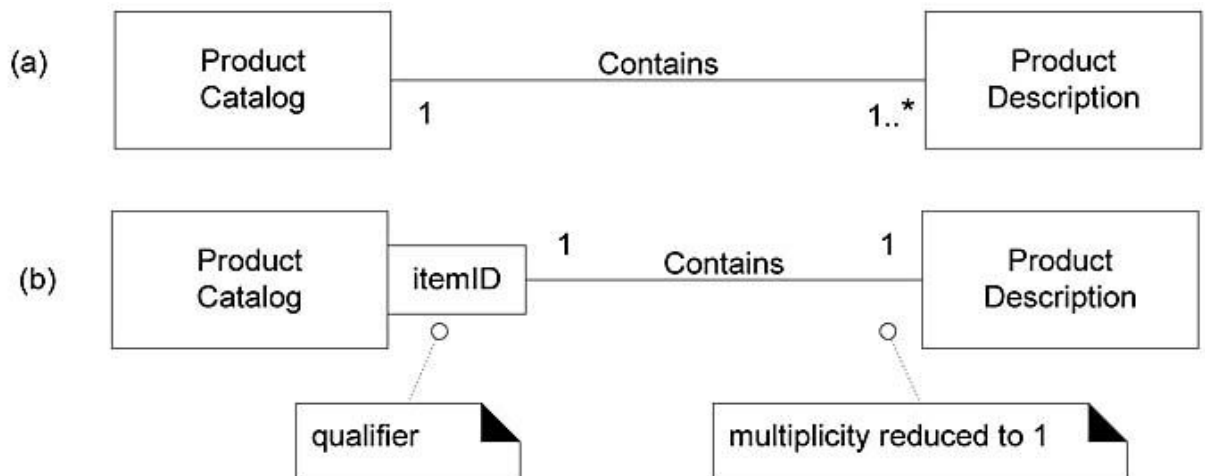 (a)
Product
Catalog
Contains
1
1..*
Product
Description
(b)
Product
Catalog
itemID
1
Contains
1
Product
Description
qualifier
multiplicity reduced to 1